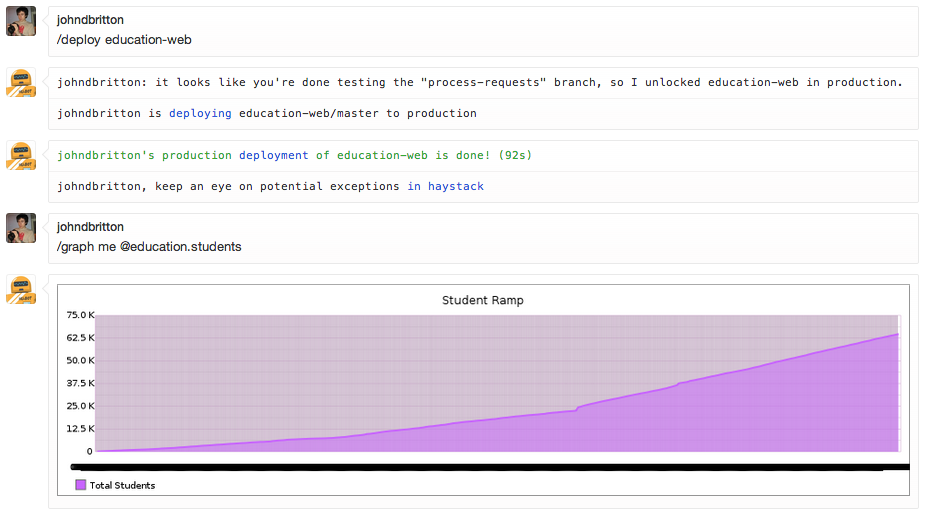 johndbritton
/deploy education-web
johndbritton: it looks like you're done testing the "process-requests" branch, so I unlocked education-web in production.
johndbritton is deploying education-web/master to production
johndbritton's production deployment of education-web is done! (92s)
johndbritton, keep an eye on potential exceptions in haystack
johndbritton
/graph me @education.students
Student Ramp
75.0 K
62.5 K
50.0 K
37.5 K
25.0 K
12.5 K
0
Total Students